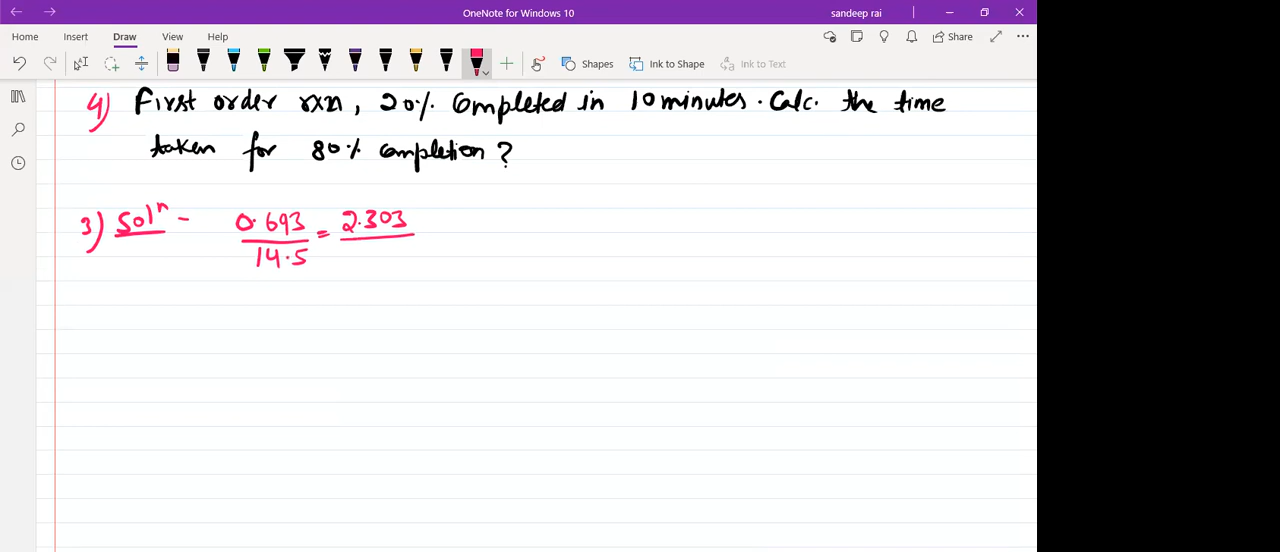 OneNote for Windows 10
sandeep rai
Home Insert Draw View Help
Share
Shapes Ink to Shape Ink to Text
4) First order rxn, 20% Completed in 10 minutes. Calc. the time
taken for 80% completion?
3) Solⁿ - 0.693 = 2.303
14.5